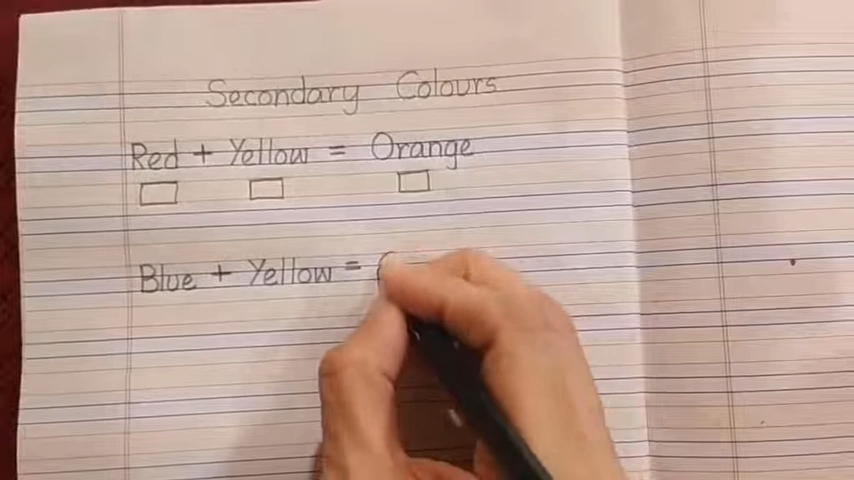 Secondary Colours
Red + Yellow = Orange
Blue + Yellow =